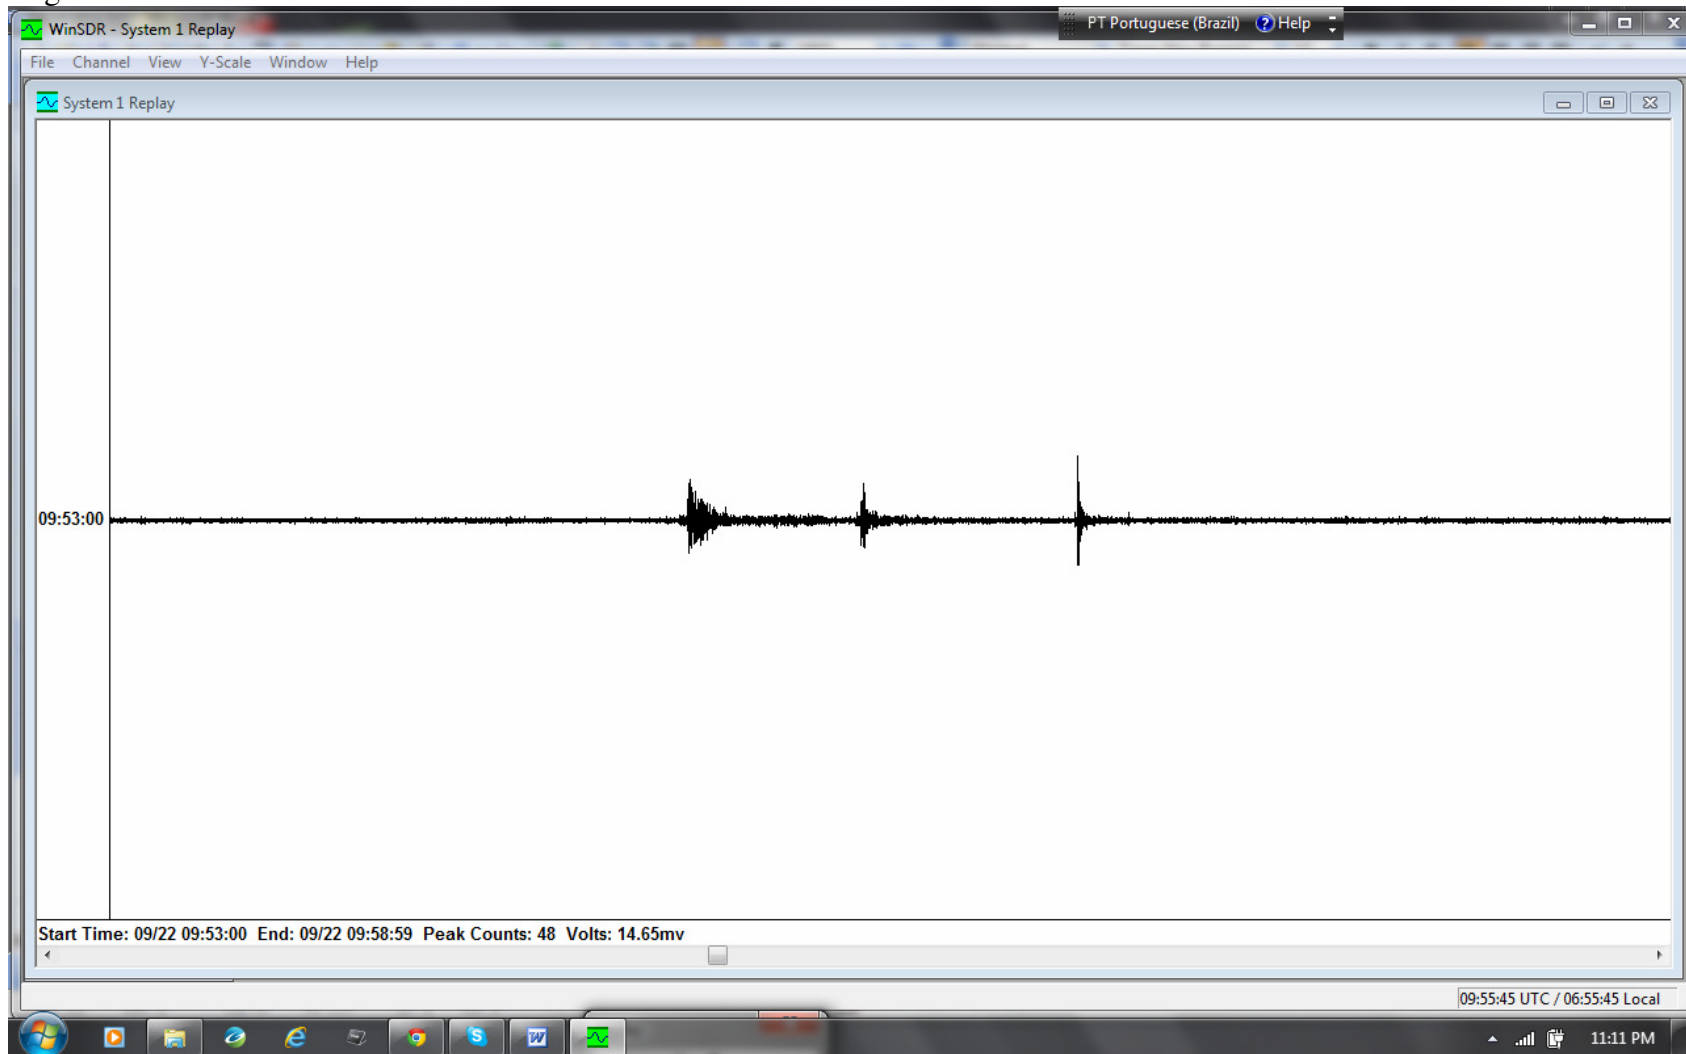 WinSDR - System 1 Replay
PT Portuguese (Brazil) Help
File Channel View Y-Scale Window Help
System 1 Replay
09:53:00
Start Time: 09/22 09:53:00 End: 09/22 09:58:59 Peak Counts: 48 Volts: 14.65mv
09:55:45 UTC / 06:55:45 Local
11:11 PM